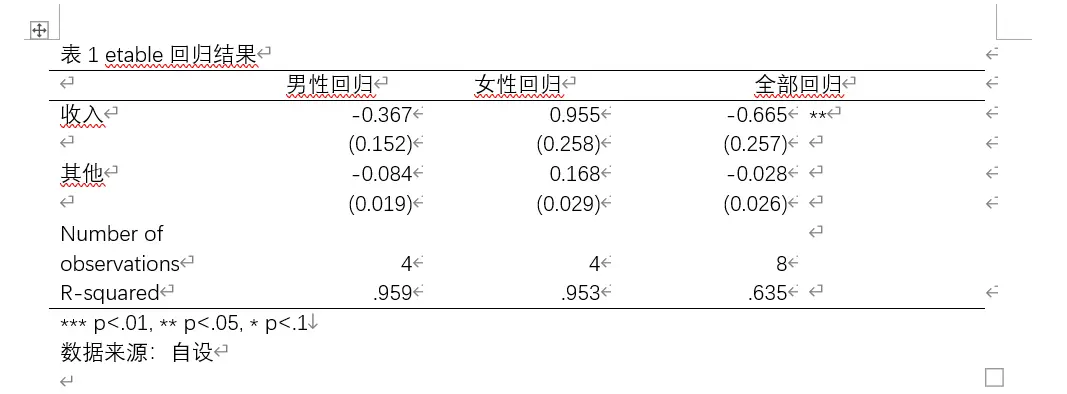 表 1 etable 回归结果
男性回归 女性回归 全部回归
收入 -0.367 0.955 -0.665 **
(0.152) (0.258) (0.257)
其他 -0.084 0.168 -0.028
(0.019) (0.029) (0.026)
Number of
observations 4 4 8
R-squared .959 .953 .635
*** p<.01, ** p<.05, * p<.1
数据来源：自设